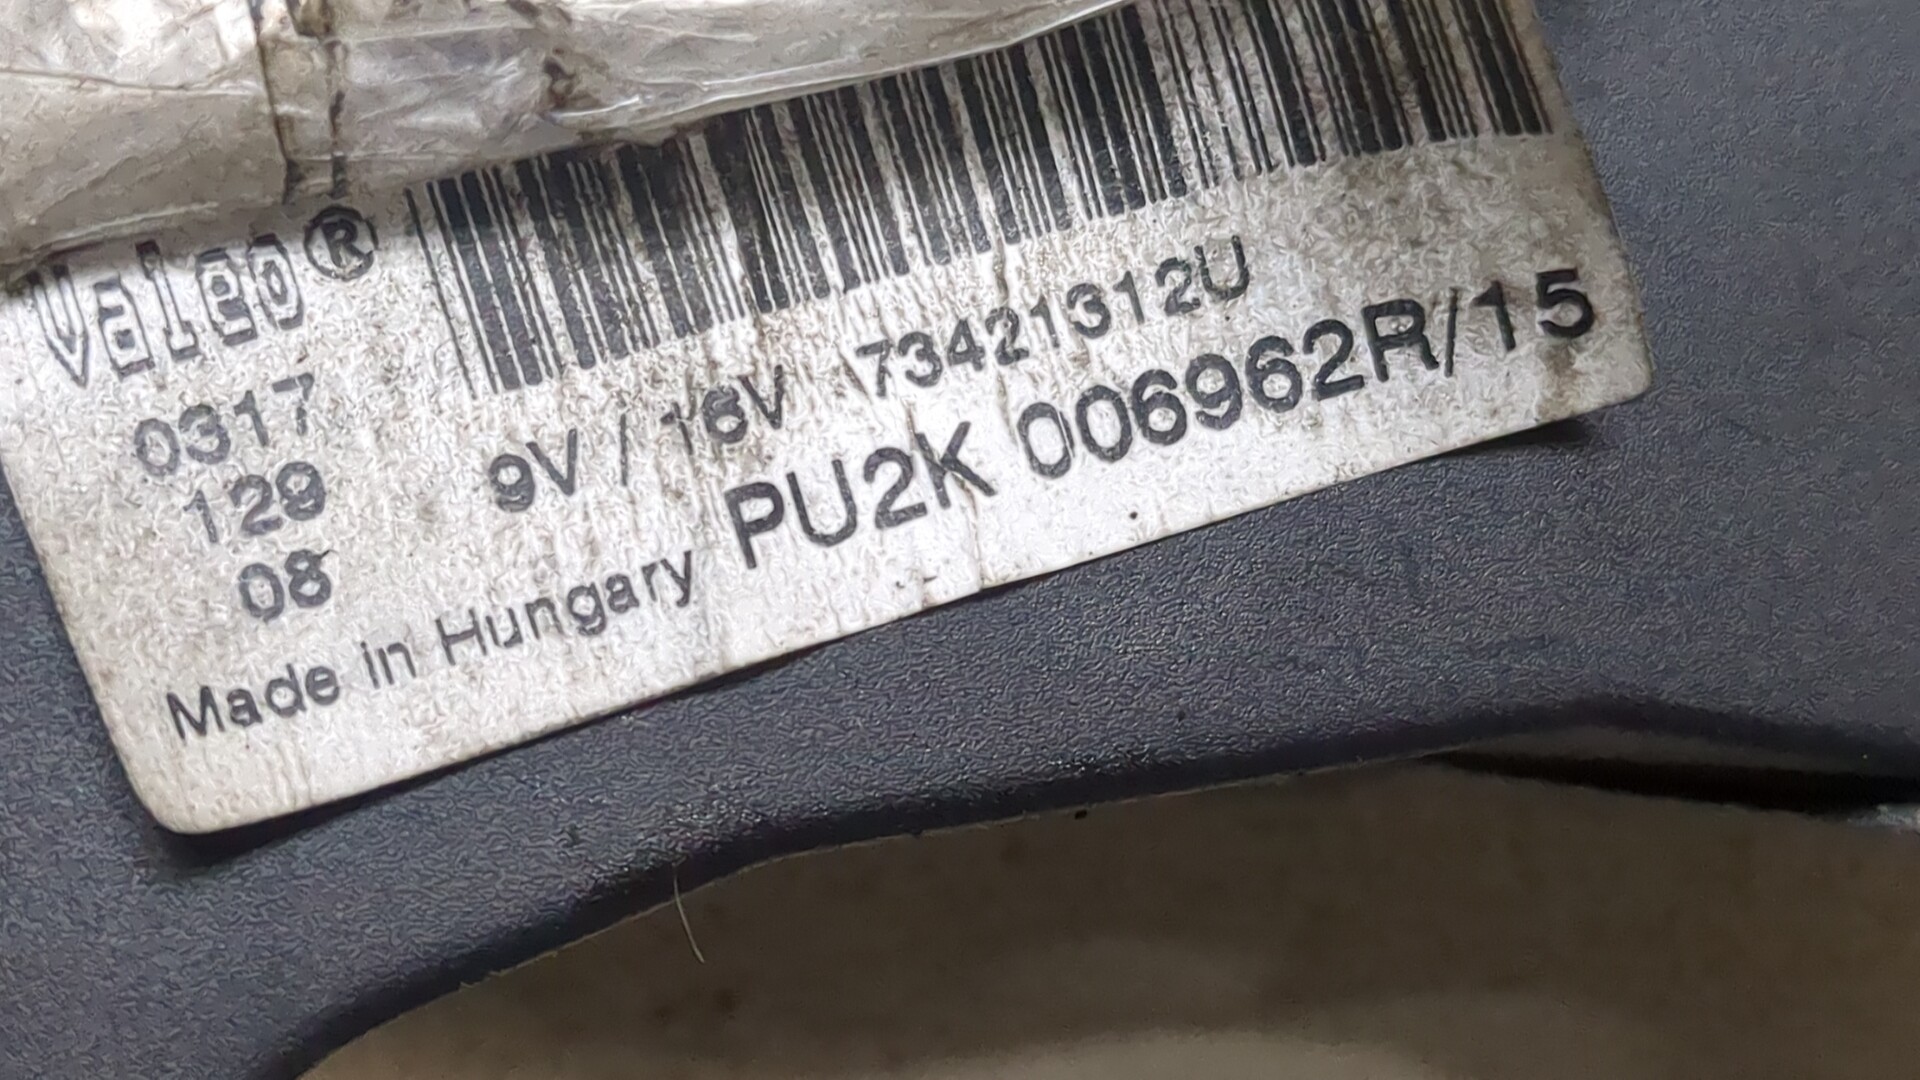 Valeo®
0317
129
08
9V / 16V 73421312U
PU2K 006962R/15
Made in Hungary